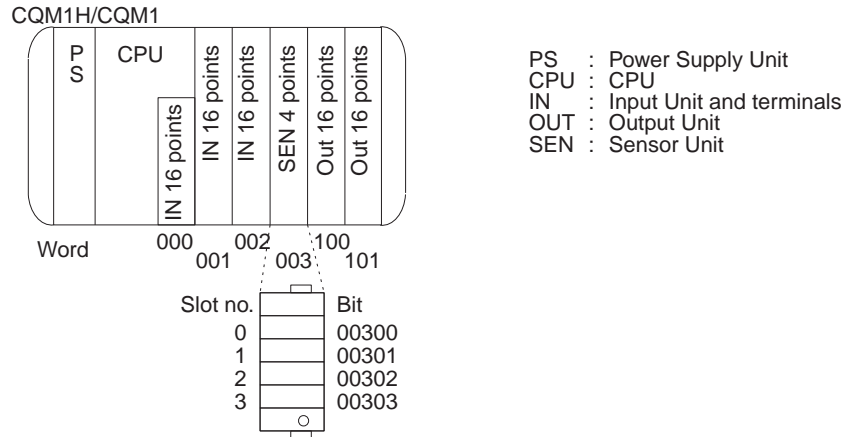 CQM1H/CQM1
PS
CPU
IN 16 points
IN 16 points
IN 16 points
SEN 4 points
Out 16 points
Out 16 points
PS : Power Supply Unit
CPU : CPU
IN : Input Unit and terminals
OUT : Output Unit
SEN : Sensor Unit
Word
000
001
002
003
100
101
Slot no. Bit
0 00300
1 00301
2 00302
3 00303